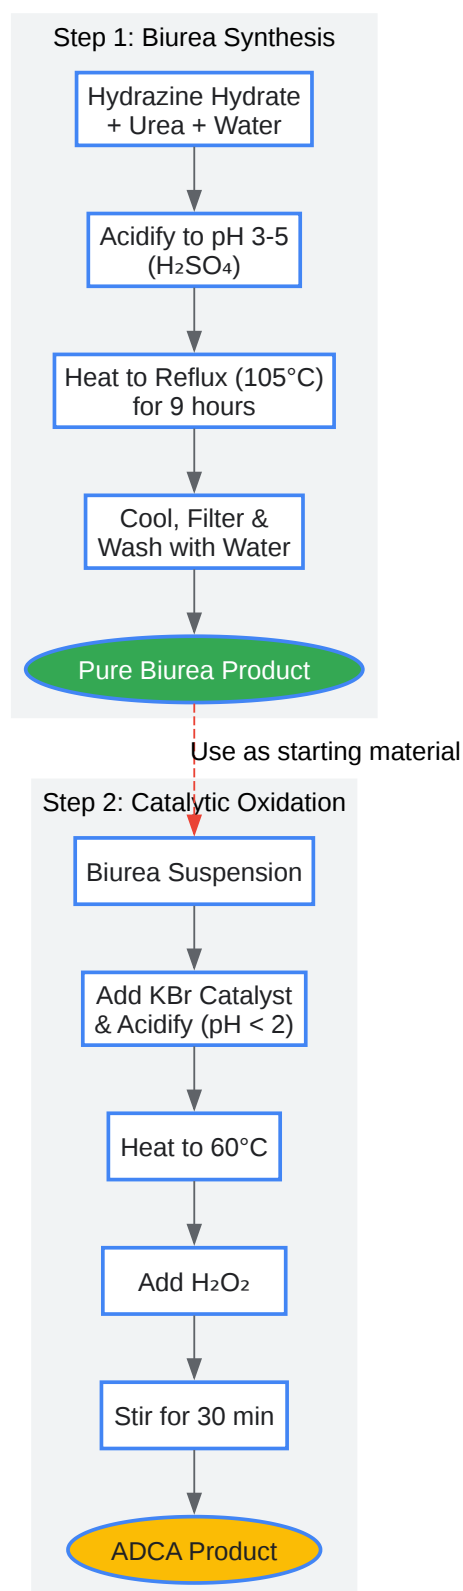 Step 1: Biurea Synthesis
Hydrazine Hydrate
+ Urea + Water
Acidify to pH 3-5
(H₂SO₄)
Heat to Reflux (105°C)
for 9 hours
Cool, Filter &
Wash with Water
Pure Biurea Product
Use as starting material
Step 2: Catalytic Oxidation
Biurea Suspension
Add KBr Catalyst
& Acidify (pH < 2)
Heat to 60°C
Add H₂O₂
Stir for 30 min
ADCA Product